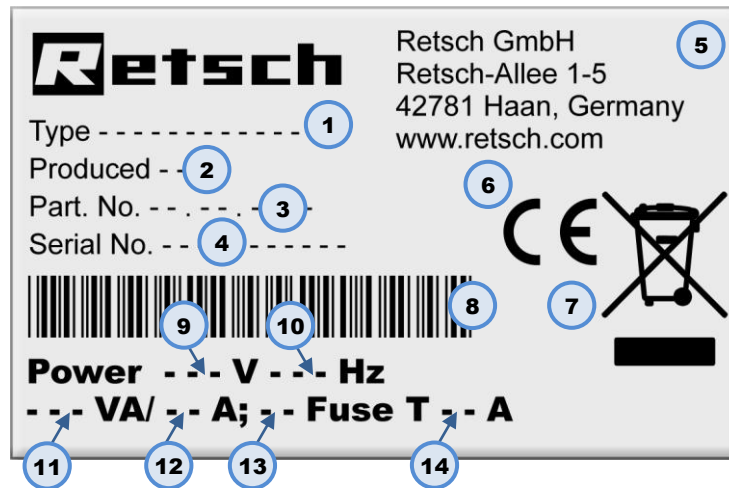 Retsch
Retsch GmbH
Retsch-Allee 1-5
42781 Haan, Germany
www.retsch.com
5
Type - - - - - - - - - - - - 1
Produced - - 2
Part. No. - - . - - . - 3 -
Serial No. - - 4 - - - - - -
6
CE
7
8
9
10
Power - - - V - - - Hz
- - - VA/ - - A; - - Fuse T - - A
11
12
13
14